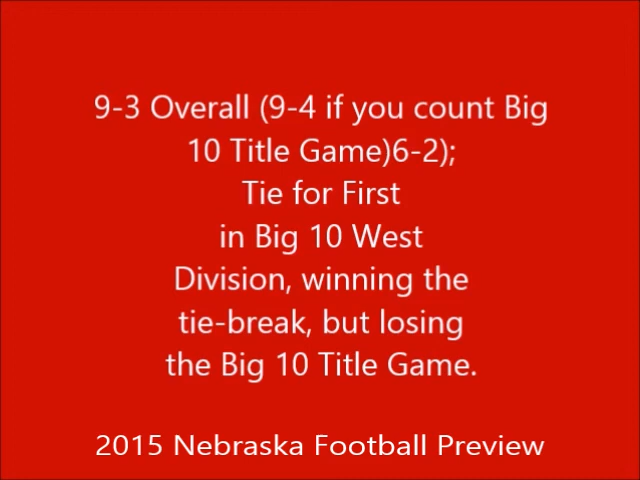 9-3 Overall (9-4 if you count Big
10 Title Game)6-2);
Tie for First
in Big 10 West
Division, winning the
tie-break, but losing
the Big 10 Title Game.
2015 Nebraska Football Preview